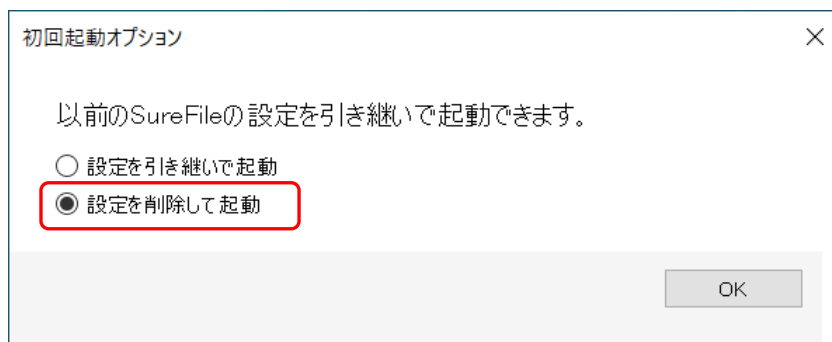 初回起動オプション
以前のSureFileの設定を引き継いで起動できます。
設定を引き継いで起動
設定を削除して起動
OK